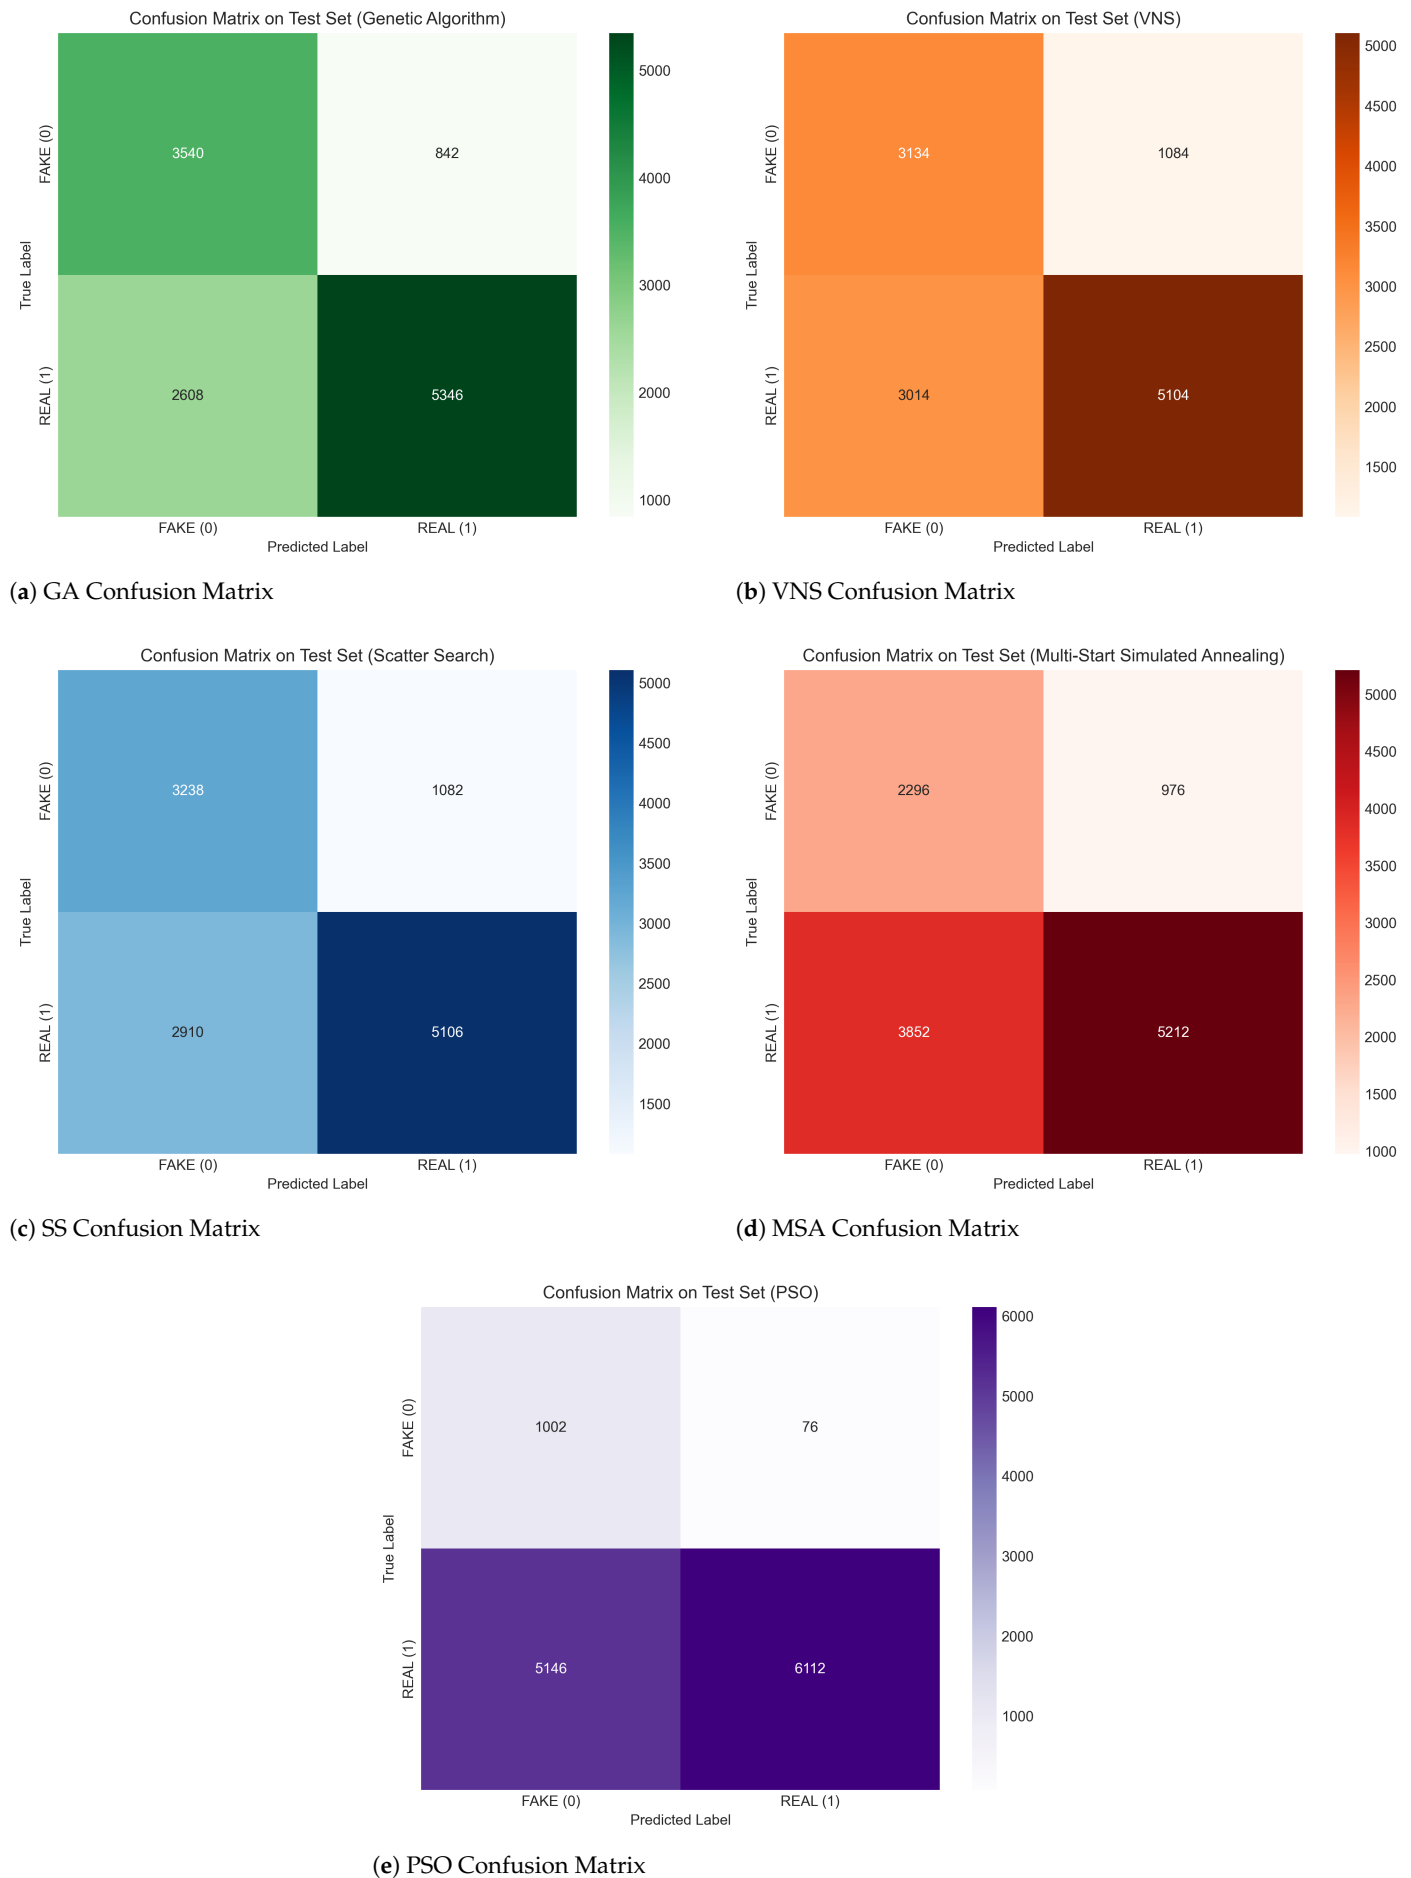 Confusion Matrix on Test Set (Genetic Algorithm)
FAKE (0)
REAL (1)
True Label
3540
842
2608
5346
FAKE (0)
REAL (1)
Predicted Label
5000
4000
3000
2000
1000
(a) GA Confusion Matrix
Confusion Matrix on Test Set (VNS)
FAKE (0)
REAL (1)
True Label
3134
1084
3014
5104
FAKE (0)
REAL (1)
Predicted Label
5000
4500
4000
3500
3000
2500
2000
1500
(b) VNS Confusion Matrix
Confusion Matrix on Test Set (Scatter Search)
FAKE (0)
REAL (1)
True Label
3238
1082
2910
5106
FAKE (0)
REAL (1)
Predicted Label
5000
4500
4000
3500
3000
2500
2000
1500
(c) SS Confusion Matrix
Confusion Matrix on Test Set (Multi-Start Simulated Annealing)
FAKE (0)
REAL (1)
True Label
2296
976
3852
5212
FAKE (0)
REAL (1)
Predicted Label
5000
4500
4000
3500
3000
2500
2000
1500
1000
(d) MSA Confusion Matrix
Confusion Matrix on Test Set (PSO)
FAKE (0)
REAL (1)
True Label
1002
76
5146
6112
FAKE (0)
REAL (1)
Predicted Label
6000
5000
4000
3000
2000
1000
(e) PSO Confusion Matrix